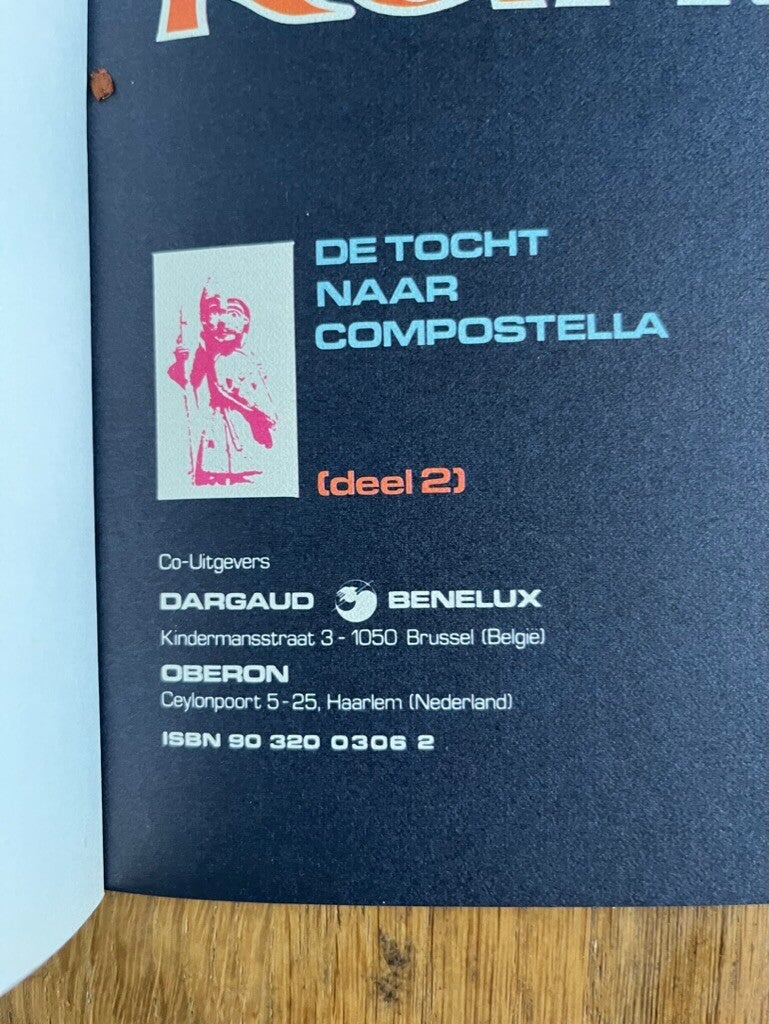 DE TOCHT
NAAR
COMPOSTELLA
(deel 2)
Co-Uitgevers
DARGAUD BENELUX
Kindermansstraat 3 - 1050 Brussel (België)
OBERON
Ceylonpoort 5-25, Haarlem (Nederland)
ISBN 90 320 0306 2